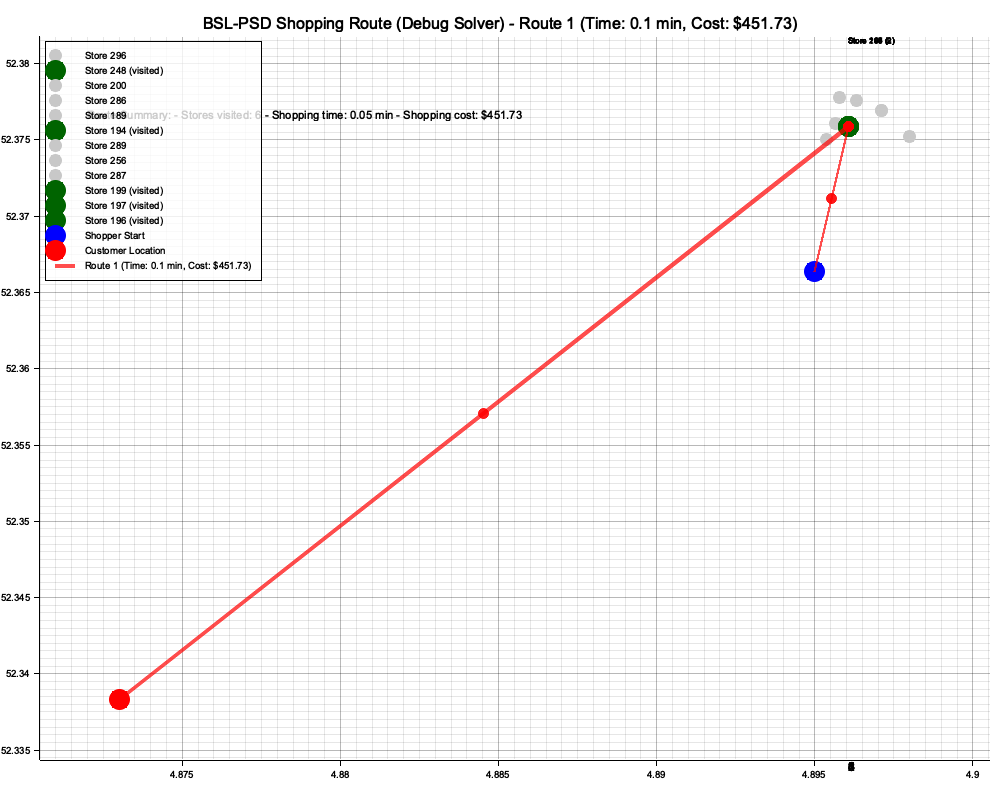 BSL-PSD Shopping Route (Debug Solver) - Route 1 (Time: 0.1 min, Cost: $451.73)
Store 296
Store 248 (visited)
Store 200
Store 286
Store 189
Summary: - Stores visited: 6 - Shopping time: 0.05 min - Shopping cost: $451.73
Store 194 (visited)
Store 289
Store 256
Store 287
Store 199 (visited)
Store 197 (visited)
Store 196 (visited)
Shopper Start
Customer Location
Route 1 (Time: 0.1 min, Cost: $451.73)
Store
52.38
52.375
52.37
52.365
52.36
52.355
52.35
52.345
52.34
52.335
4.875
4.88
4.885
4.89
4.895
4.9